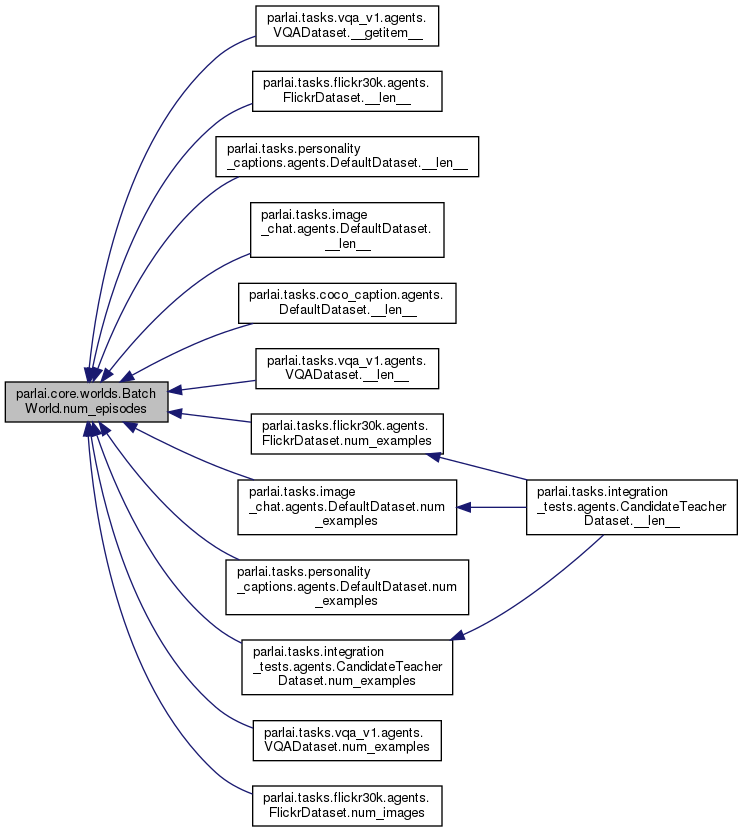 parlai.tasks.vqa_v1.agents.
VQADataset.__getitem__
parlai.tasks.flickr30k.agents.
FlickrDataset.__len__
parlai.tasks.personality
_captions.agents.DefaultDataset.__len__
parlai.tasks.image
_chat.agents.DefaultDataset.
__len__
parlai.tasks.coco_caption.agents.
DefaultDataset.__len__
parlai.tasks.vqa_v1.agents.
VQADataset.__len__
parlai.core.worlds.Batch
World.num_episodes
parlai.tasks.flickr30k.agents.
FlickrDataset.num_examples
parlai.tasks.image
_chat.agents.DefaultDataset.num
_examples
parlai.tasks.integration
_tests.agents.CandidateTeacher
Dataset.__len__
parlai.tasks.personality
_captions.agents.DefaultDataset.num
_examples
parlai.tasks.integration
_tests.agents.CandidateTeacher
Dataset.num_examples
parlai.tasks.vqa_v1.agents.
VQADataset.num_examples
parlai.tasks.flickr30k.agents.
FlickrDataset.num_images